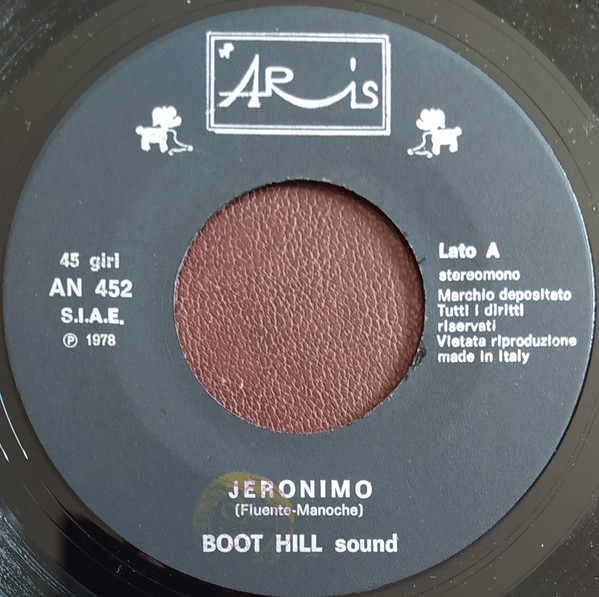 ARis
45 giri
AN 452
S.I.A.E.
℗ 1978
Lato A
stereomono
Marchio depositato
Tutti i diritti
riservati
Vietata riproduzione
made in Italy
JERONIMO
(Fluente-Manoche)
BOOT HILL sound